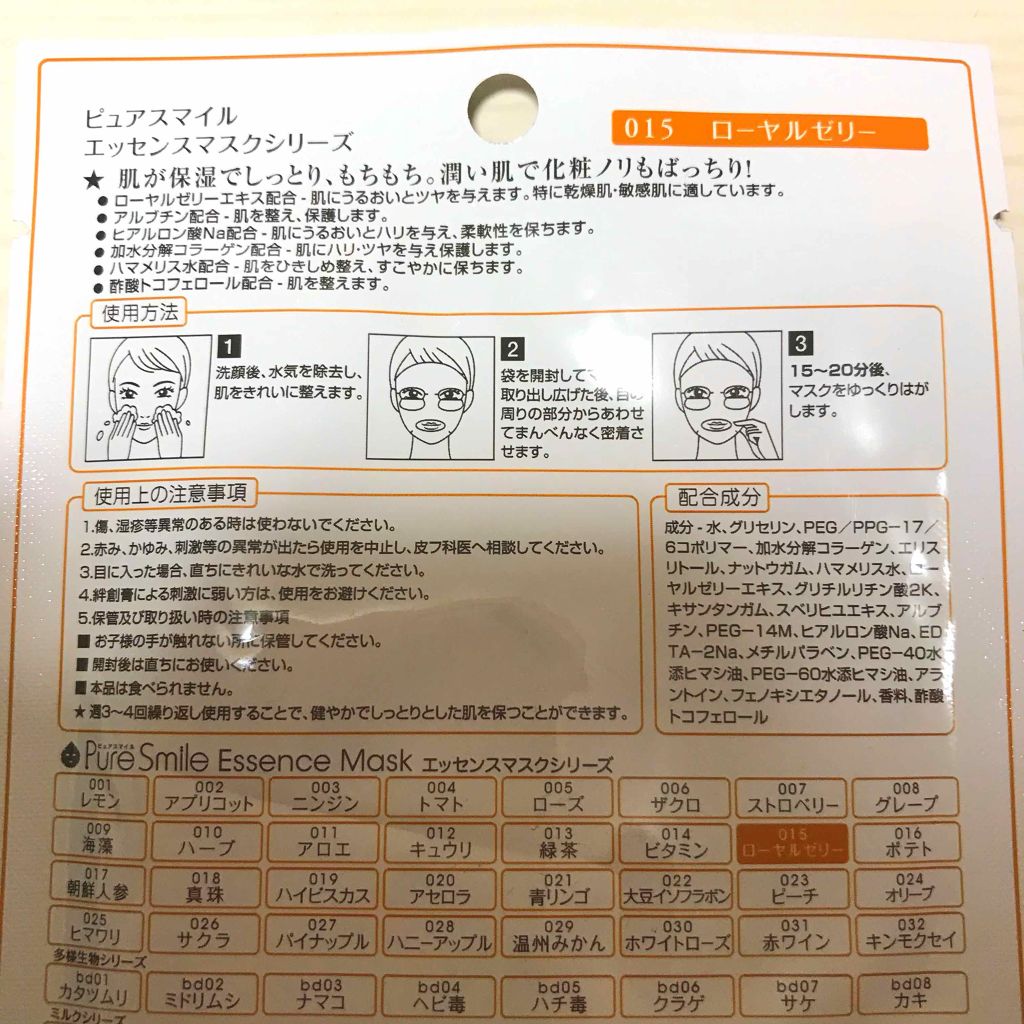 ピュアスマイル
エッセンスマスクシリーズ
015 ローヤルゼリー
★ 肌が保湿でしっとり、もちもち。潤い肌で化粧ノリもばっちり!
● ローヤルゼリーエキス配合 - 肌にうるおいとツヤを与えます。特に乾燥肌・敏感肌に適しています。
● アルブチン配合 - 肌を整え、保護します。
● ヒアルロン酸Na配合 - 肌にうるおいとハリを与え、柔軟性を保ちます。
● 加水分解コラーゲン配合 - 肌にハリ・ツヤを与え保護します。
● ハマメリス水配合 - 肌をひきしめ整え、すこやかに保ちます。
● 酢酸トコフェロール配合 - 肌を整えます。
使用方法
1
洗顔後、水気を除去し、
肌をきれいに整えます。
2
袋を開封して
取り出し広げた後、目の
周りの部分からあわせ
てまんべんなく密着さ
せます。
3
15〜20分後、
マスクをゆっくりはが
します。
使用上の注意事項
1.傷、湿疹等異常のある時は使わないでください。
2.赤み、かゆみ、刺激等の異常が出たら使用を中止し、皮フ科医へ相談してください。
3.目に入った場合、直ちにきれいな水で洗ってください。
4.絆創膏による刺激に弱い方は、使用をお避けください。
5.保管及び取り扱い時の注意事項
■ お子様の手が触れない所に保管してください。
■ 開封後は直ちにお使いください。
■ 本品は食べられません。
★ 週3〜4回繰り返し使用することで、健やかでしっとりとした肌を保つことができます。
配合成分
成分 - 水、グリセリン、PEG/PPG-17/
6コポリマー、加水分解コラーゲン、エリス
リトール、ナットウガム、ハマメリス水、ロー
ヤルゼリーエキス、グリチルリチン酸2K、
キサンタンガム、スベリヒユエキス、アルブ
チン、PEG-14M、ヒアルロン酸Na、ED
TA-2Na、メチルパラベン、PEG-40水
添ヒマシ油、PEG-60水添ヒマシ油、アラ
ントイン、フェノキシエタノール、香料、酢酸
トコフェロール
ピュアスマイル
Pure Smile Essence Mask エッセンスマスクシリーズ
001 002 003 004 005 006 007 008
レモン アプリコット ニンジン トマト ローズ ザクロ ストロベリー グレープ
009 010 011 012 013 014 015 016
海藻 ハーブ アロエ キュウリ 緑茶 ビタミン ローヤルゼリー ポテト
017 018 019 020 021 022 023 024
朝鮮人参 真珠 ハイビスカス アセロラ 青リンゴ 大豆イソフラボン ピーチ オリーブ
025 026 027 028 029 030 031 032
ヒマワリ サクラ パイナップル ハニーアップル 温州みかん ホワイトローズ 赤ワイン キンモクセイ
多様生物シリーズ
bd01 bd02 bd03 bd04 bd05 bd06 bd07 bd08
カタツムリ ミドリムシ ナマコ ヘビ毒 ハチ毒 クラゲ サケ カキ
ミルクシリーズ